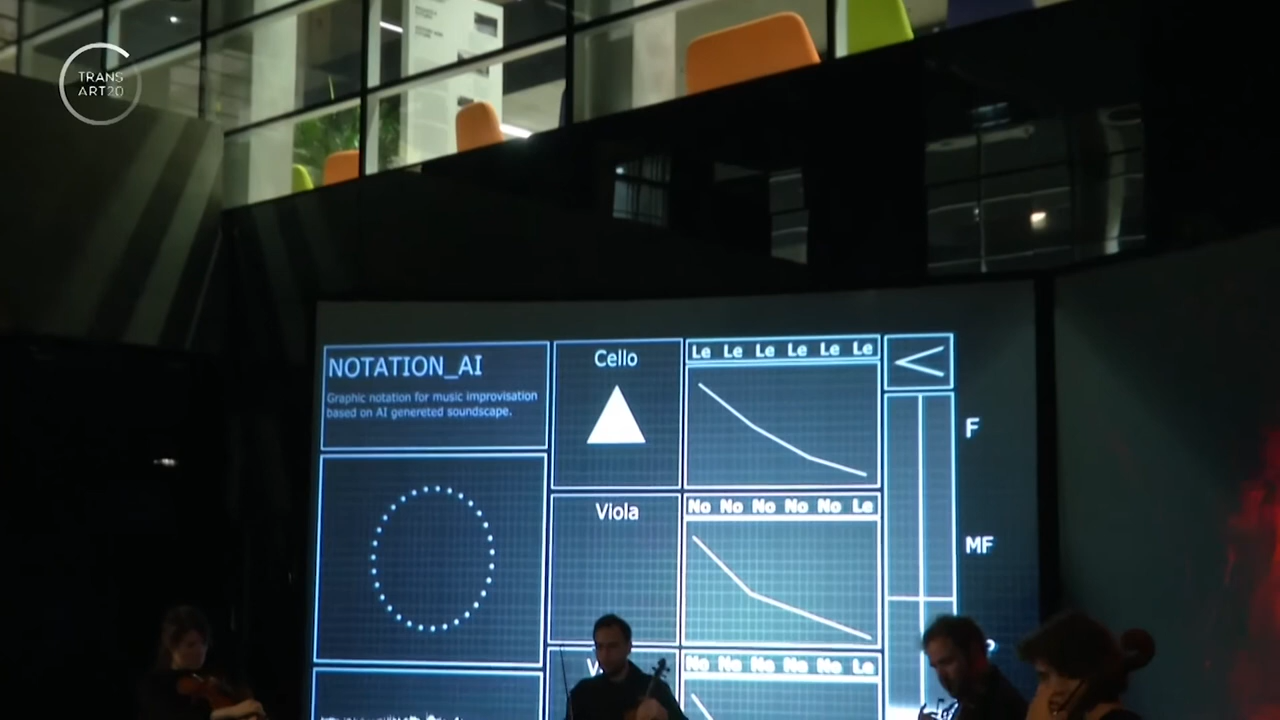 TRANS
ART20
NOTATION_AI
Graphic notation for music improvisation
based on AI genereted soundscape.
Cello
Le Le Le Le Le Le
F
Viola
No No No No No Le
MF
No No No No No Le